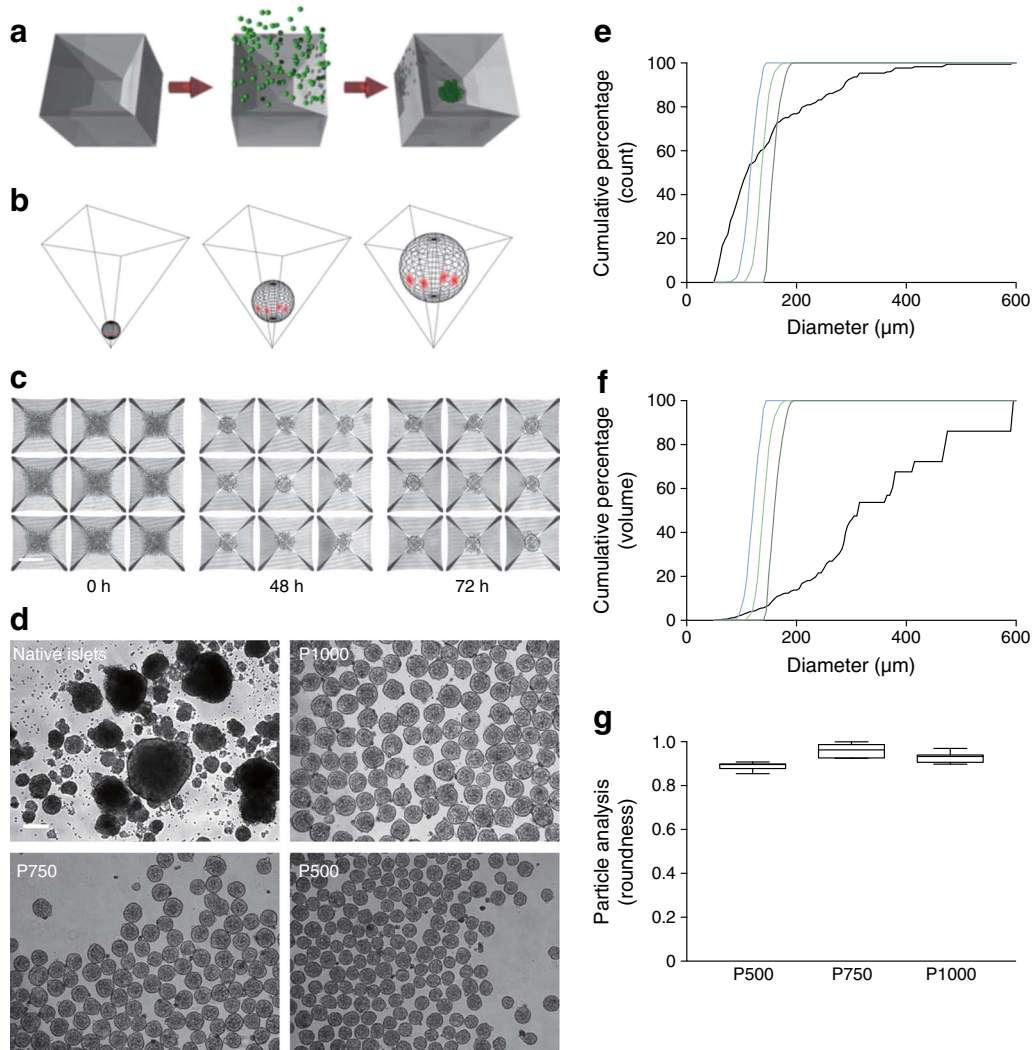 a
b
c
0 h
48 h
72 h
d
Native islets
P1000
P750
P500
e
100
80
60
40
20
0
Cumulative percentage
(count)
0
200
400
600
Diameter (µm)
f
100
80
60
40
20
0
Cumulative percentage
(volume)
0
200
400
600
Diameter (µm)
g
1.0
0.8
0.6
0.4
0.2
0
Particle analysis
(roundness)
P500
P750
P1000